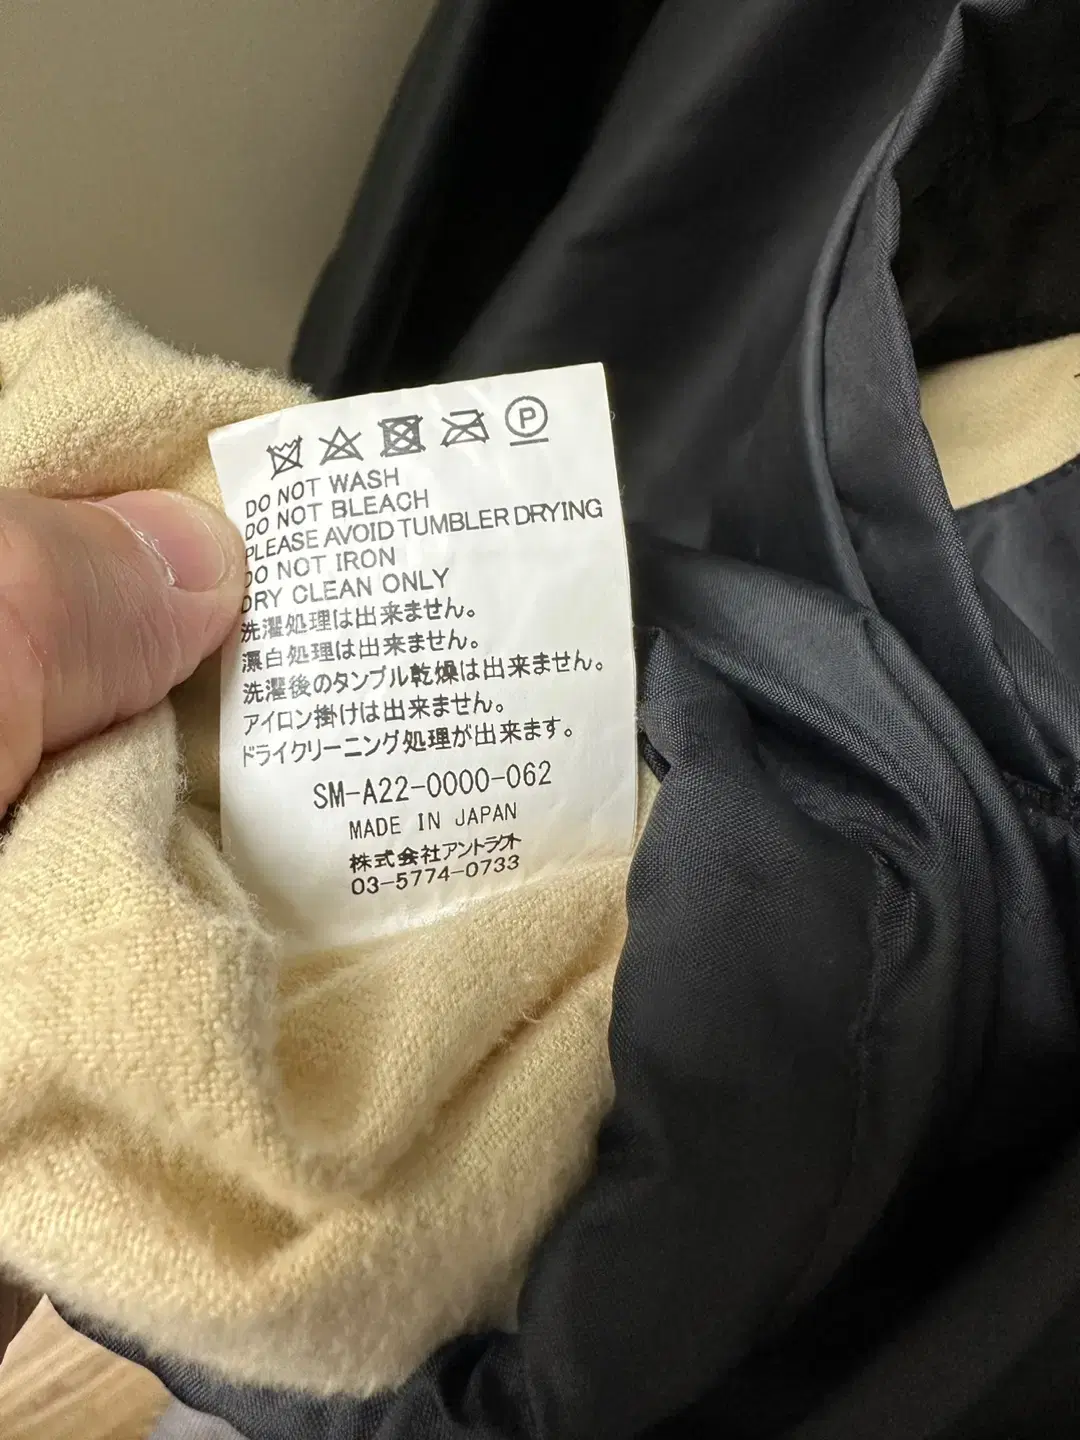 P
DO NOT WASH
DO NOT BLEACH
PLEASE AVOID TUMBLER DRYING
DO NOT IRON
DRY CLEAN ONLY
洗濯処理は出来ません。
漂白処理は出来ません。
洗濯後のタンブル乾燥は出来ません。
アイロン掛けは出来ません。
ドライクリーニング処理が出来ます。
SM-A22-0000-062
MADE IN JAPAN
株式会社アントラクト
03-5774-0733